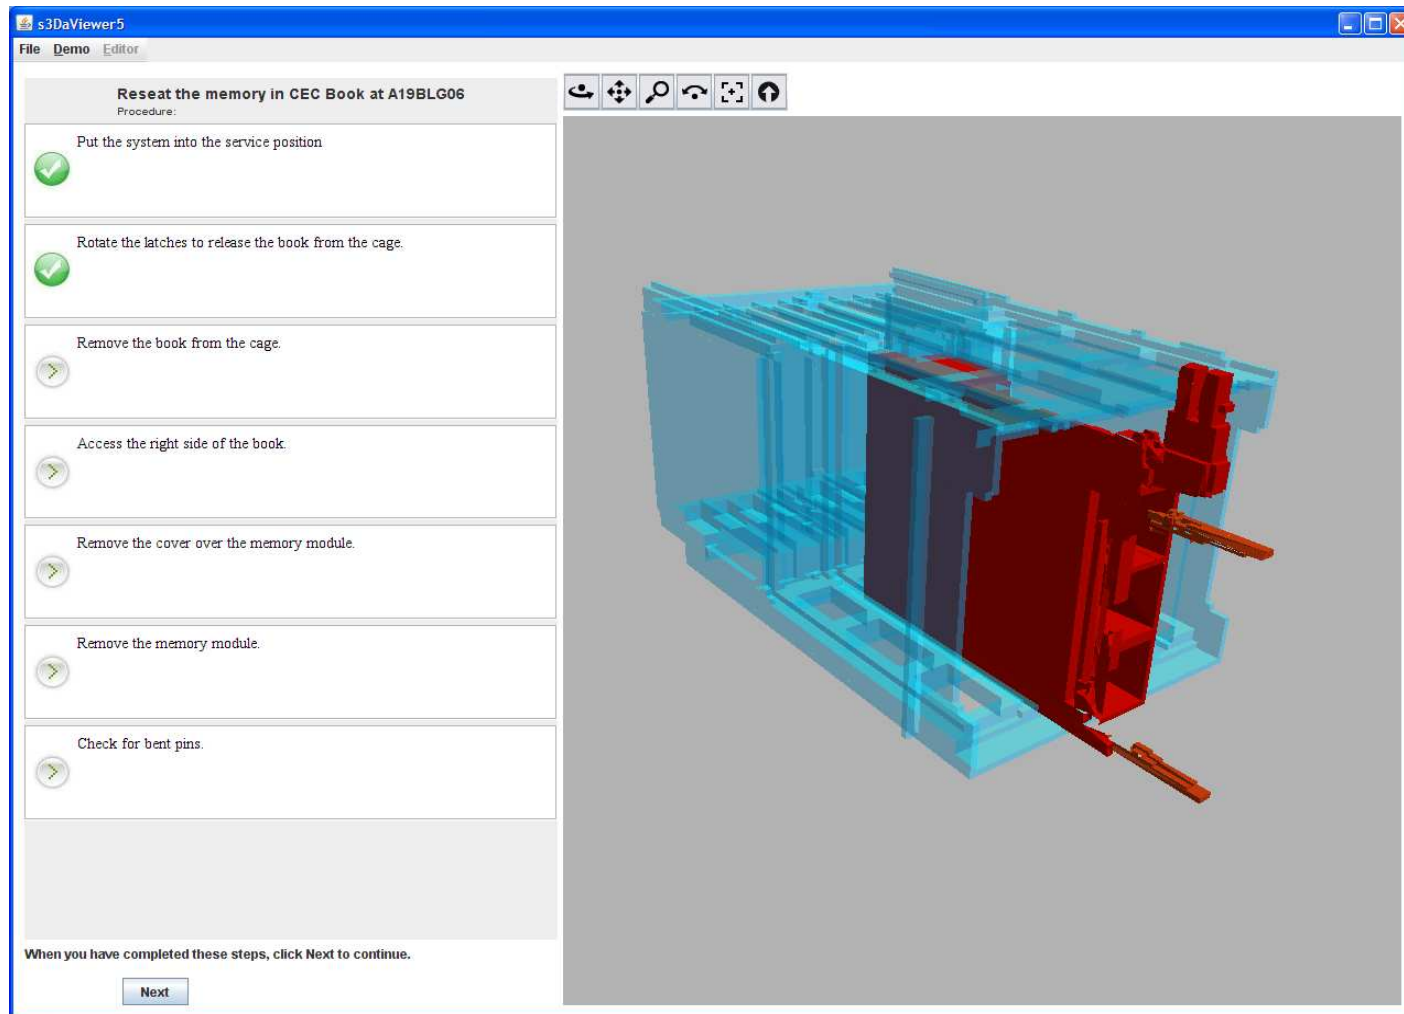 s3DaViewer5
File Demo Editor
Reseat the memory in CEC Book at A19BLG06
Procedure:
Put the system into the service position
Rotate the latches to release the book from the cage.
Remove the book from the cage.
Access the right side of the book.
Remove the cover over the memory module.
Remove the memory module.
Check for bent pins.
When you have completed these steps, click Next to continue.
Next